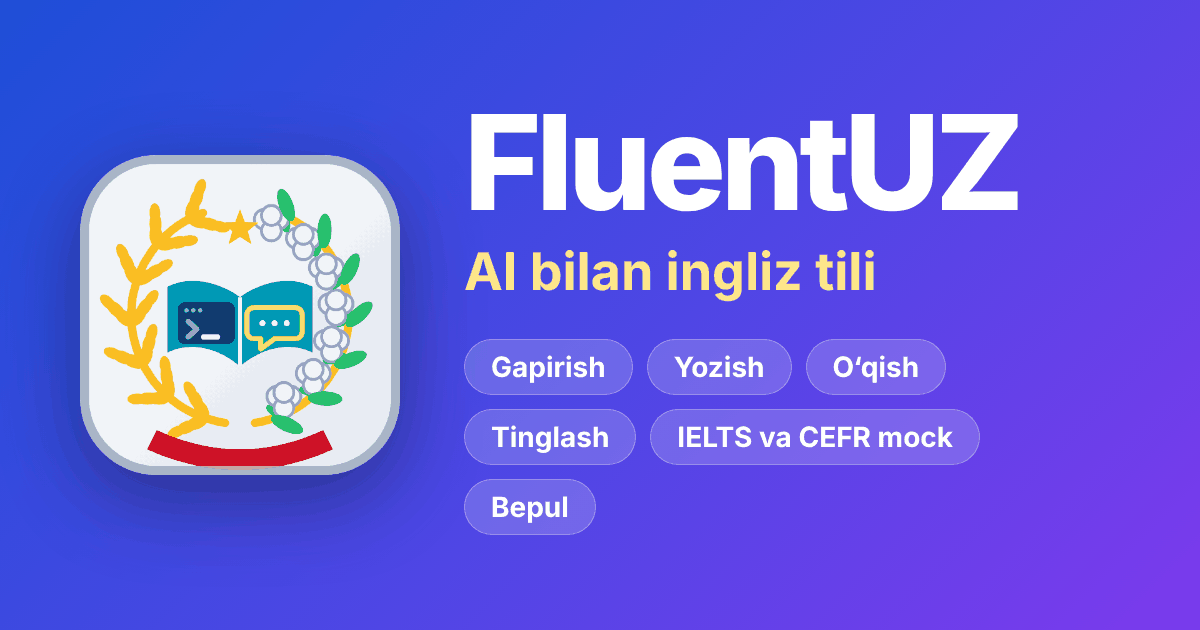 FluentUZ
AI bilan ingliz tili
Gapirish Yozish O‘qish
Tinglash IELTS va CEFR mock
Bepul